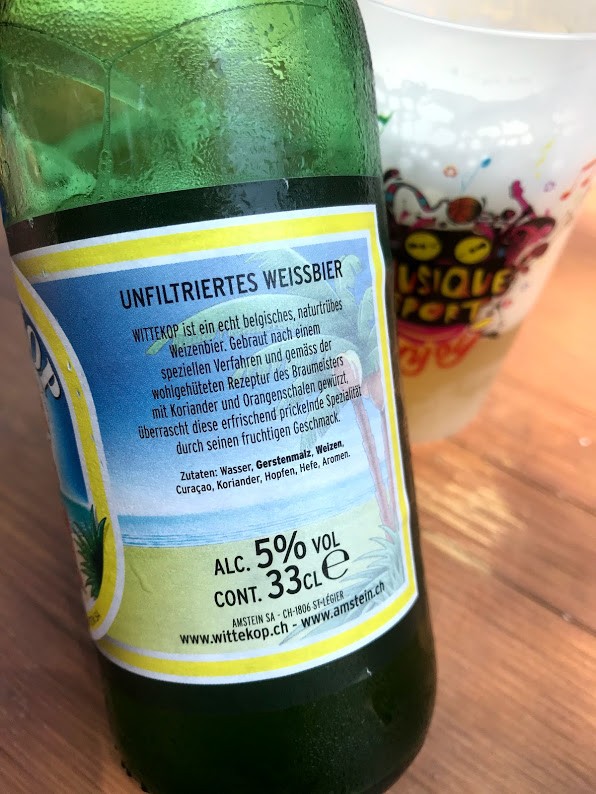 UNFILTRIERTES WEISSBIER
WITTEKOP ist ein echt belgisches, naturtrübes
Weizenbier. Gebraut nach einem
speziellen Verfahren und gemäss der
wohlgehüteten Rezeptur des Braumeisters
mit Koriander und Orangenschalen gewürzt,
überrascht diese erfrischend prickelnde Spezialität
durch seinen fruchtigen Geschmack.
Zutaten: Wasser, Gerstenmalz, Weizen,
Curaçao, Koriander, Hopfen, Hefe, Aromen.
ALC. 5% VOL
CONT. 33CL ℮
AMSTEIN SA - CH-1806 ST-LÉGIER
www.wittekop.ch - www.amstein.ch
OP
MUSIQUE
SPORT